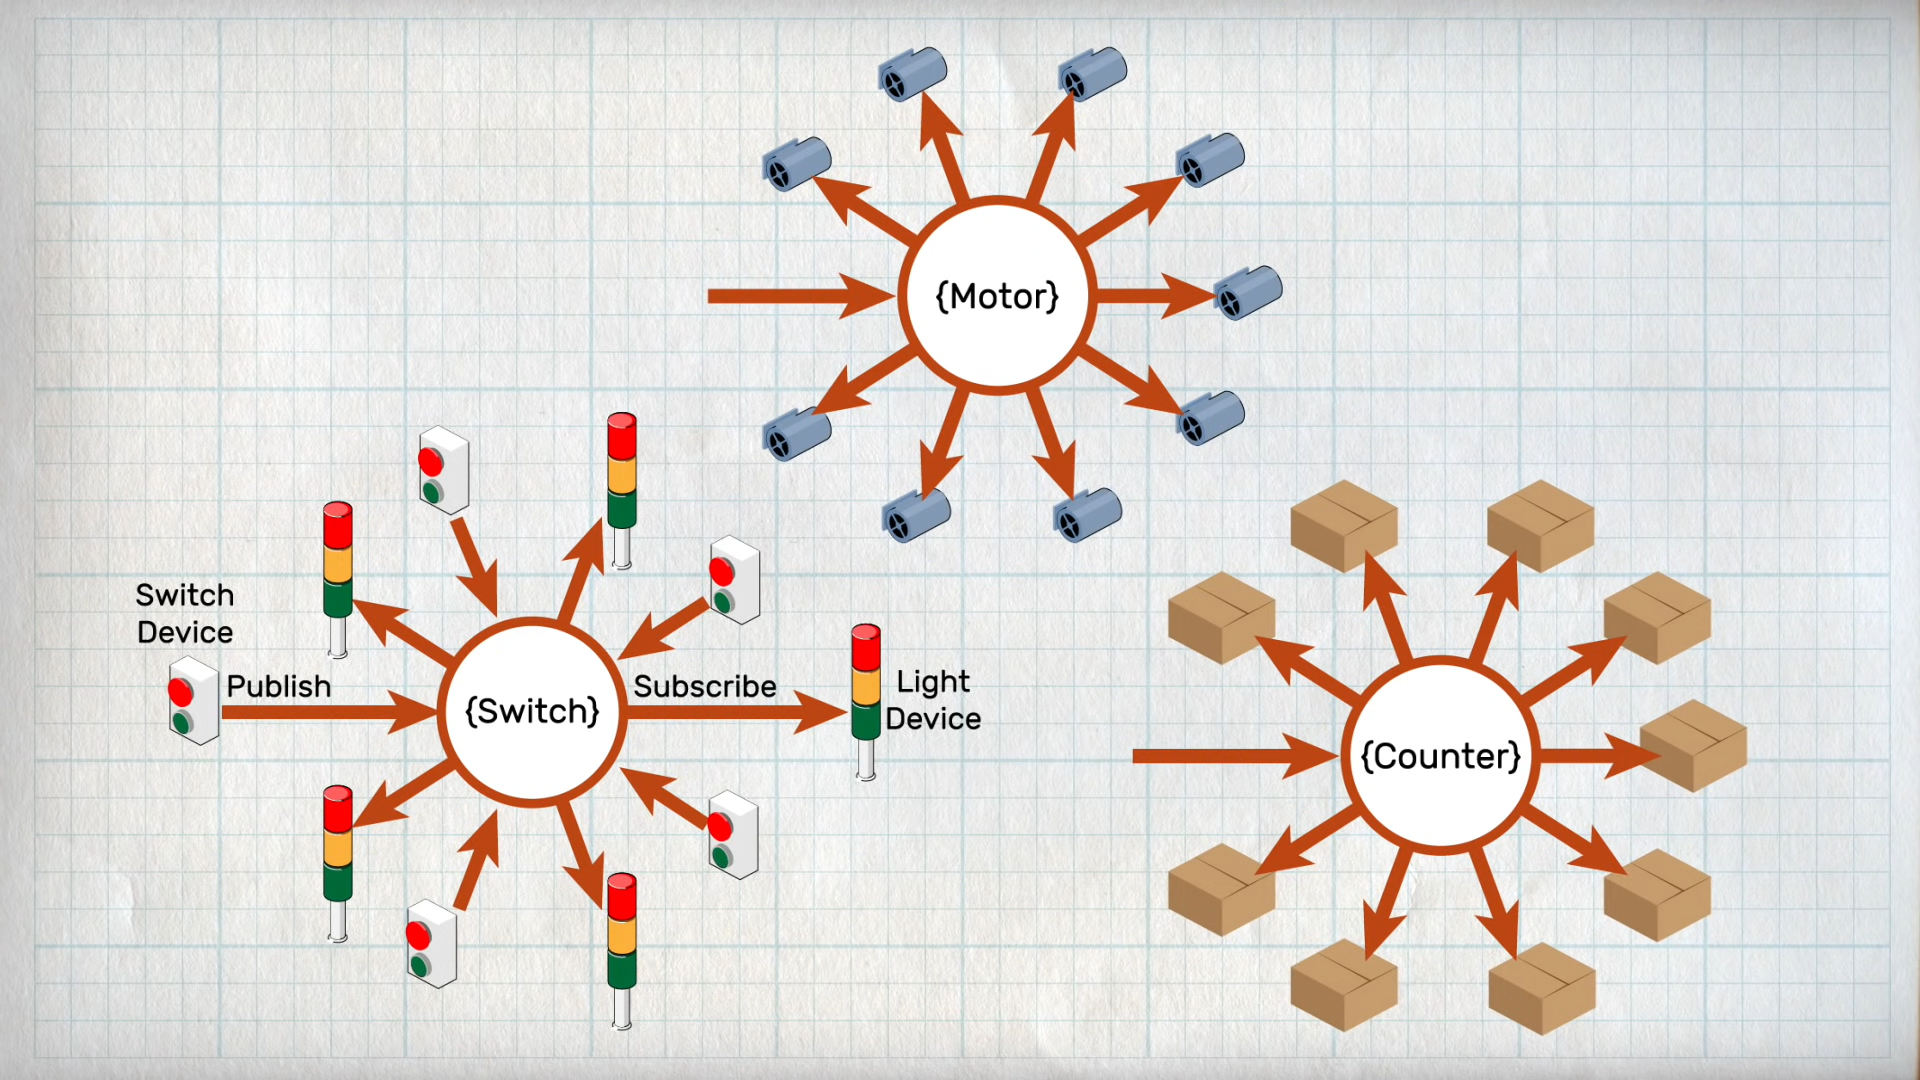 {Motor}
Switch
Device
Publish
{Switch}
Subscribe
Light
Device
{Counter}